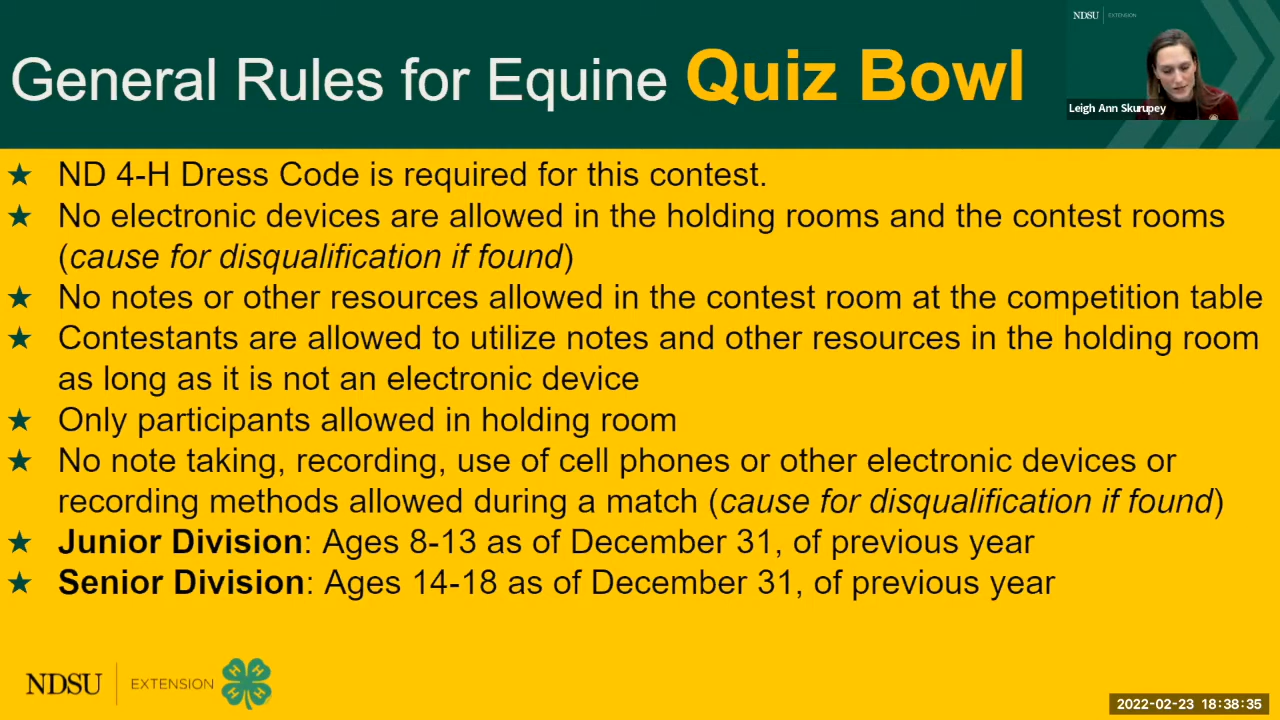 General Rules for Equine Quiz Bowl
NDSU EXTENSION
Leigh Ann Skurupey
★ ND 4-H Dress Code is required for this contest.
★ No electronic devices are allowed in the holding rooms and the contest rooms
(cause for disqualification if found)
★ No notes or other resources allowed in the contest room at the competition table
★ Contestants are allowed to utilize notes and other resources in the holding room
as long as it is not an electronic device
★ Only participants allowed in holding room
★ No note taking, recording, use of cell phones or other electronic devices or
recording methods allowed during a match (cause for disqualification if found)
★ Junior Division: Ages 8-13 as of December 31, of previous year
★ Senior Division: Ages 14-18 as of December 31, of previous year
NDSU EXTENSION
H H H H
2022-02-23 18:38:35